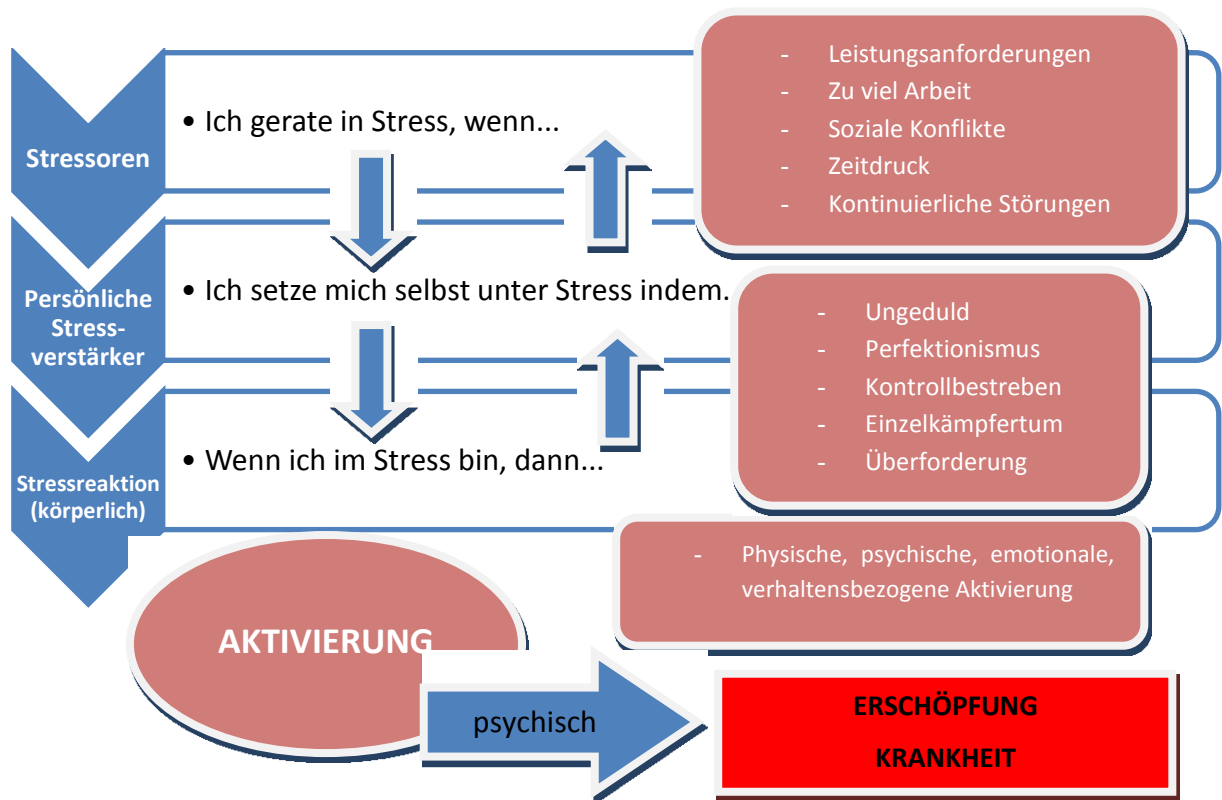 Stressoren
• Ich gerate in Stress, wenn...
- Leistungsanforderungen
- Zu viel Arbeit
- Soziale Konflikte
- Zeitdruck
- Kontinuierliche Störungen
Persönliche
Stress-
verstärker
• Ich setze mich selbst unter Stress indem.
- Ungeduld
- Perfektionismus
- Kontrollbestreben
- Einzelkämpfertum
- Überforderung
Stressreaktion
(körperlich)
• Wenn ich im Stress bin, dann...
- Physische, psychische, emotionale,
verhaltensbezogene Aktivierung
AKTIVIERUNG
psychisch
ERSCHÖPFUNG
KRANKHEIT